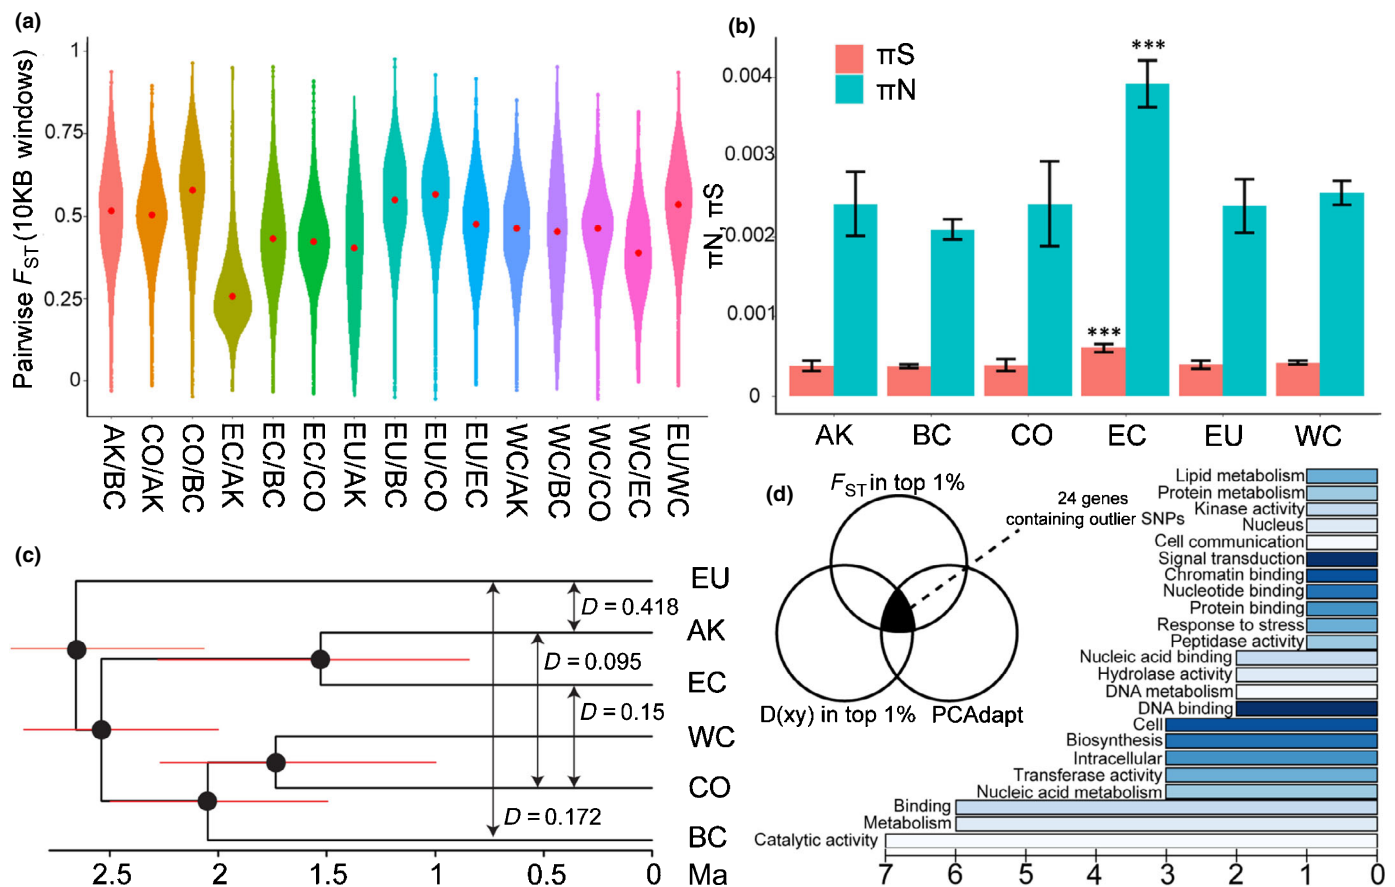 (a)
Pairwise FST (10KB windows)
1
0.75
0.5
0.25
0
AK/BC
CO/AK
CO/BC
EC/AK
EC/BC
EC/CO
EU/AK
EU/BC
EU/CO
EU/EC
WC/AK
WC/BC
WC/CO
WC/EC
EU/WC
(b)
πN, πS
πS
πN
0.004
0.003
0.002
0.001
0
***
***
AK
BC
CO
EC
EU
WC
(c)
EU
AK
EC
WC
CO
BC
D = 0.418
D = 0.095
D = 0.15
D = 0.172
2.5
2
1.5
1
0.5
0
Ma
(d)
FST in top 1%
D(xy) in top 1%
PCAdapt
24 genes
containing outlier SNPs
Lipid metabolism
Protein metabolism
Kinase activity
Nucleus
Cell communication
Signal transduction
Chromatin binding
Nucleotide binding
Protein binding
Response to stress
Peptidase activity
Nucleic acid binding
Hydrolase activity
DNA metabolism
DNA binding
Cell
Biosynthesis
Intracellular
Transferase activity
Nucleic acid metabolism
Binding
Metabolism
Catalytic activity
7
6
5
4
3
2
1
0